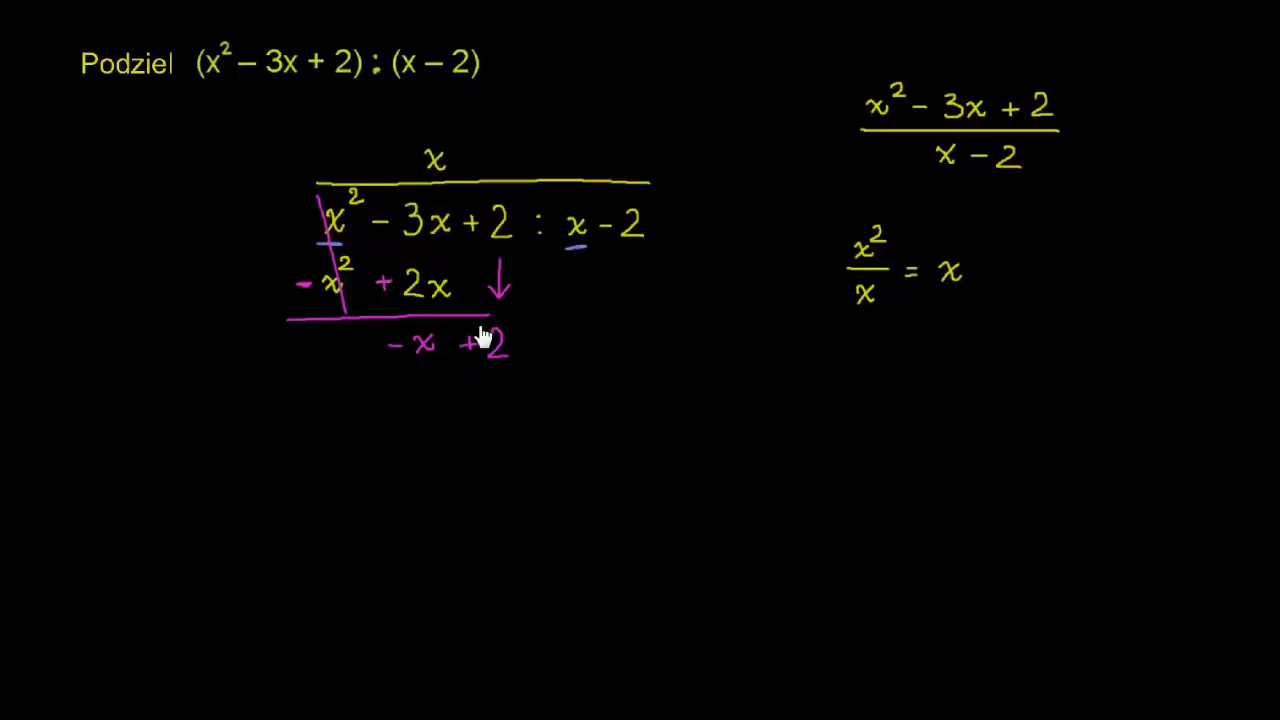 Podziel (x² – 3x + 2) : (x – 2)
x² - 3x + 2
x - 2
x
x² - 3x + 2 : x - 2
- x² + 2x ↓
- x + 2
x²
x
= x